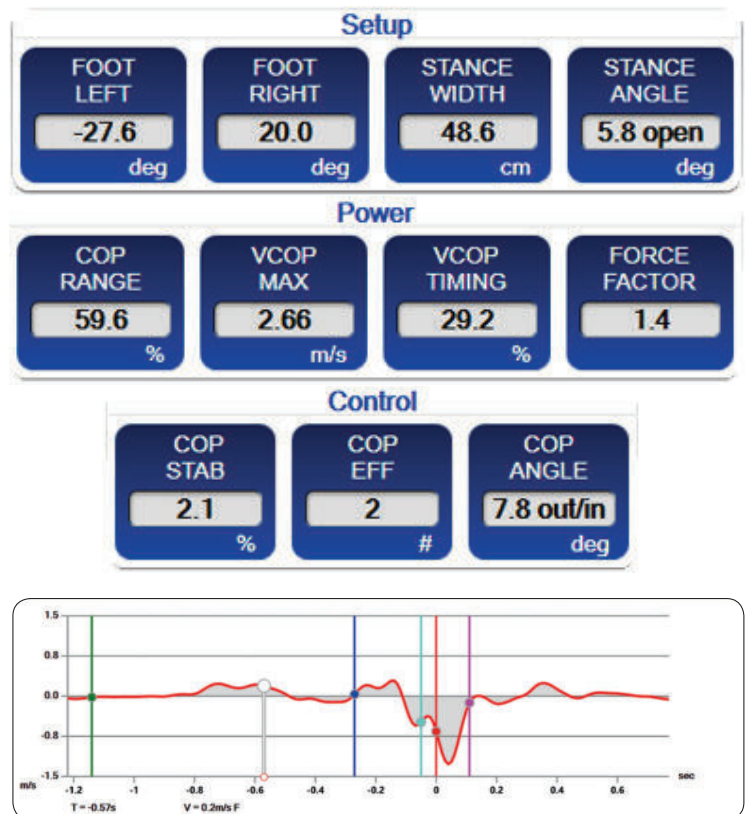 Setup
FOOT LEFT
FOOT RIGHT
STANCE WIDTH
STANCE ANGLE
-27.6
20.0
48.6
5.8 open
deg
deg
cm
deg
Power
COP RANGE
VCOP MAX
VCOP TIMING
FORCE FACTOR
59.6
2.66
29.2
1.4
%
m/s
%
Control
COP STAB
COP EFF
COP ANGLE
2.1
2
7.8 out/in
%
#
deg
1.5
0.8
0.0
-0.8
-1.5
m/s
-1.2
-1
-0.8
-0.6
-0.4
-0.2
0
0.2
0.4
0.6
sec
T = -0.57s
V = 0.2m/s F